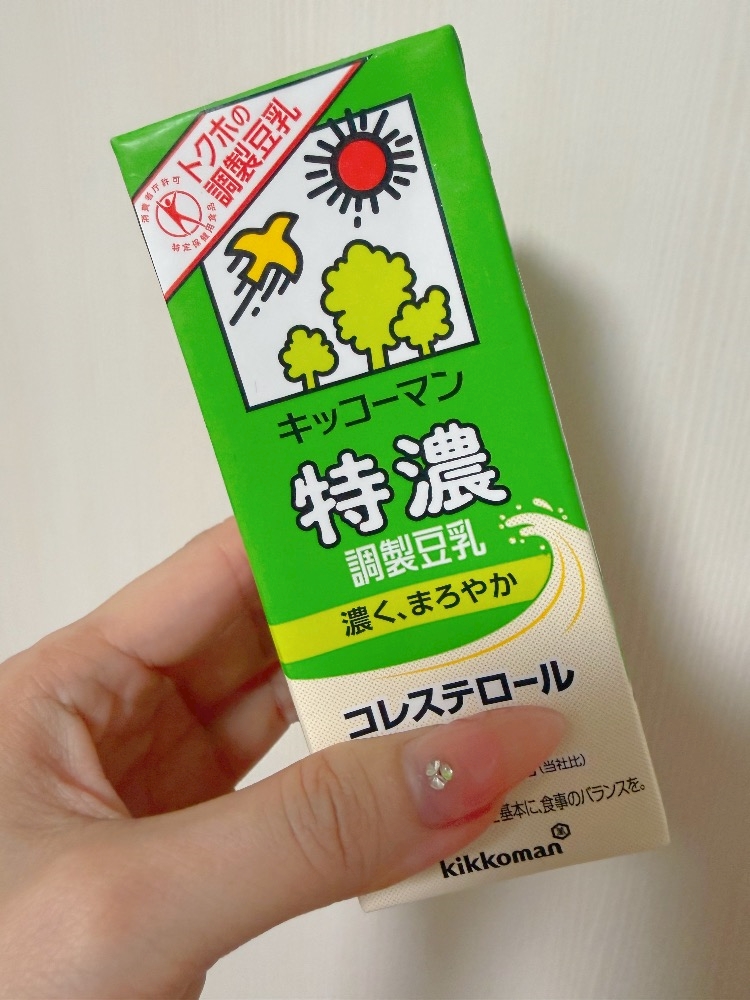 トクホの
調製豆乳
消費者庁許可
特定保健用食品
キッコーマン
特濃
調製豆乳
濃く、まろやか
コレステロール
(当社比)
基本に、食事のバランスを。
kikkoman